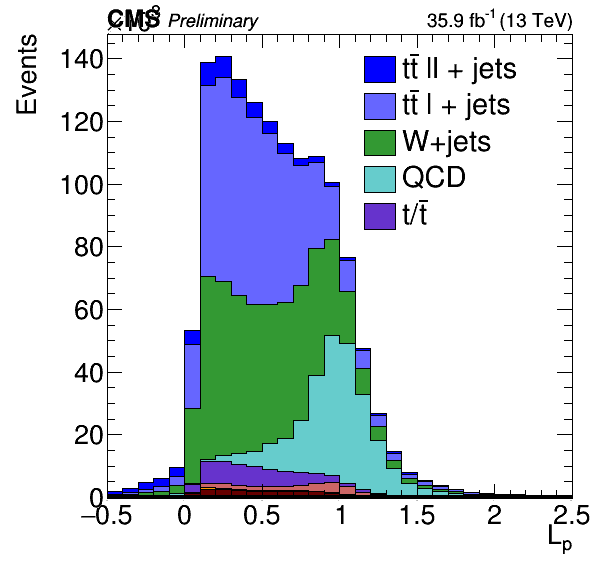 CMS Preliminary 35.9 fb⁻¹ (13 TeV)
Events
tt̄ ll + jets
tt̄ l + jets
W+jets
QCD
t/t̄
140
120
100
80
60
40
20
0
−0.5 0 0.5 1 1.5 2 2.5
Lₚ